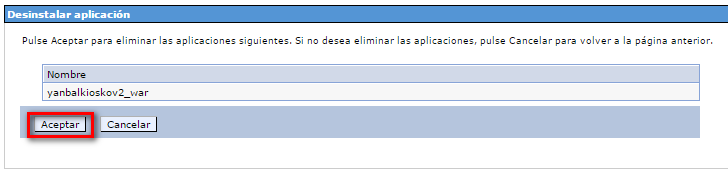 Desinstalar aplicación
Pulse Aceptar para eliminar las aplicaciones siguientes. Si no desea eliminar las aplicaciones, pulse Cancelar para volver a la página anterior.
Nombre
yanbalkioskov2_war
Aceptar Cancelar